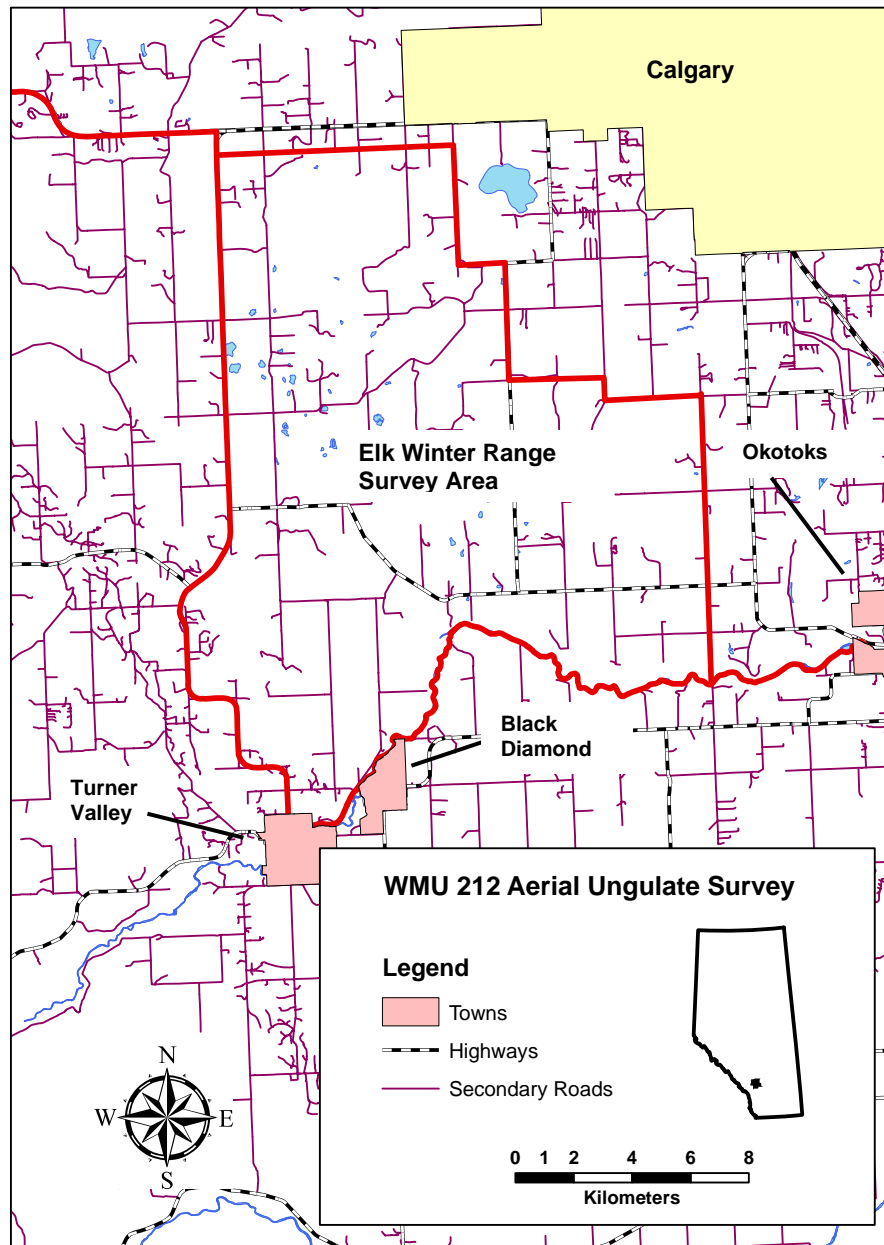 Calgary
Elk Winter Range
Survey Area
Okotoks
Black
Diamond
Turner
Valley
WMU 212 Aerial Ungulate Survey
Legend
Towns
Highways
Secondary Roads
N
W E
S
0 1 2 4 6 8
Kilometers